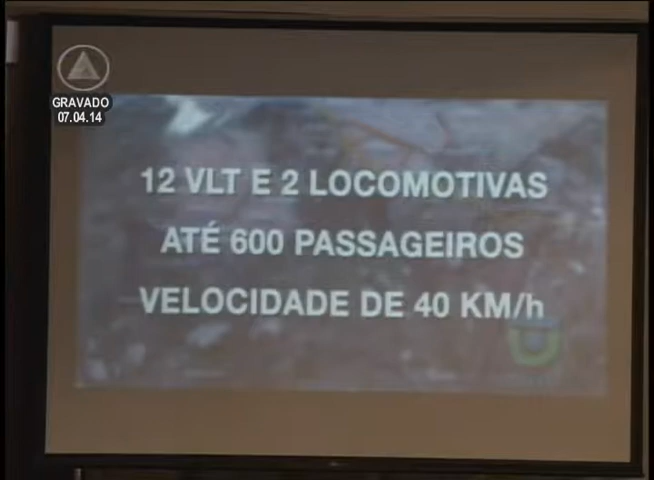 GRAVADO
07.04.14
12 VLT E 2 LOCOMOTIVAS
ATÉ 600 PASSAGEIROS
VELOCIDADE DE 40 KM/h